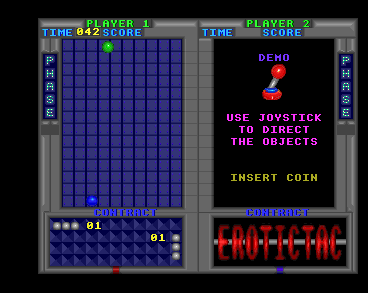 PLAYER 1
TIME 042 SCORE
PHASE
CONTRACT
01
01
PLAYER 2
TIME SCORE
DEMO
USE JOYSTICK
TO DIRECT
THE OBJECTS
INSERT COIN
PHASE
CONTRACT
EROTICTAC